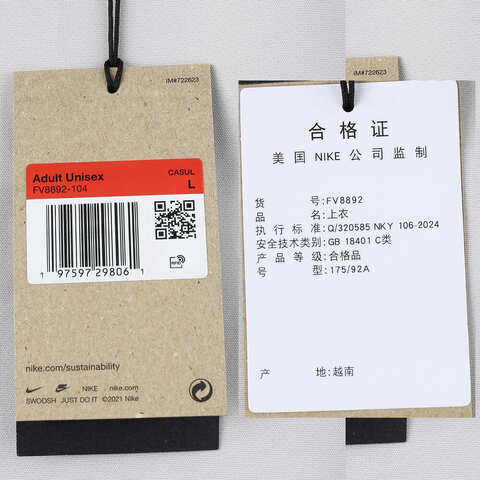 IM#722623
Adult Unisex
CASUL
FV8892-104
L
RFID
1 97597 29806 1
nike.com/sustainability
NIKE nike.com
SWOOSH JUST DO IT ©2021 Nike
IM#722623
合格证
美国 NIKE 公司监制
货号:FV8892
品名:上衣
执行标准:Q/320585 NKY 106-2024
安全技术类别:GB 18401 C类
产品等级:合格品
号型:175/92A
产地:越南